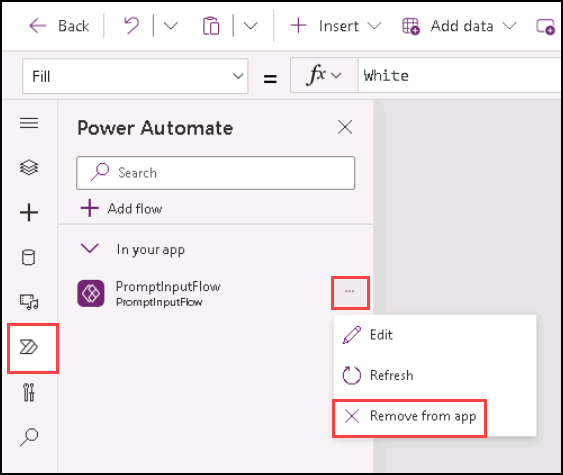 Back Insert Add data
Fill = fx White
Power Automate
Search
Add flow
In your app
PromptInputFlow
PromptInputFlow
Edit
Refresh
Remove from app